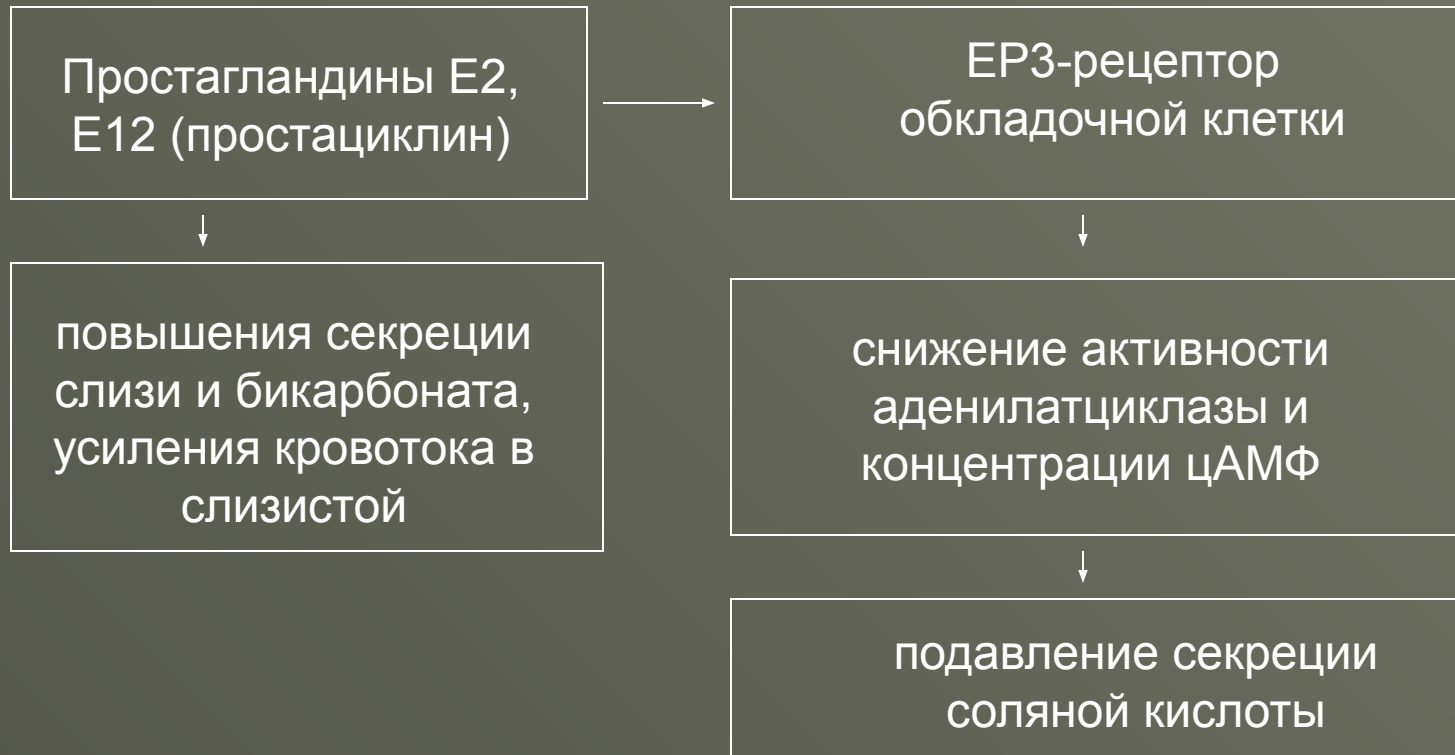 Простагландины Е2,
Е12 (простациклин)
ЕР3-рецептор
обкладочной клетки
повышения секреции
слизи и бикарбоната,
усиления кровотока в
слизистой
снижение активности
аденилатциклазы и
концентрации цАМФ
подавление секреции
соляной кислоты